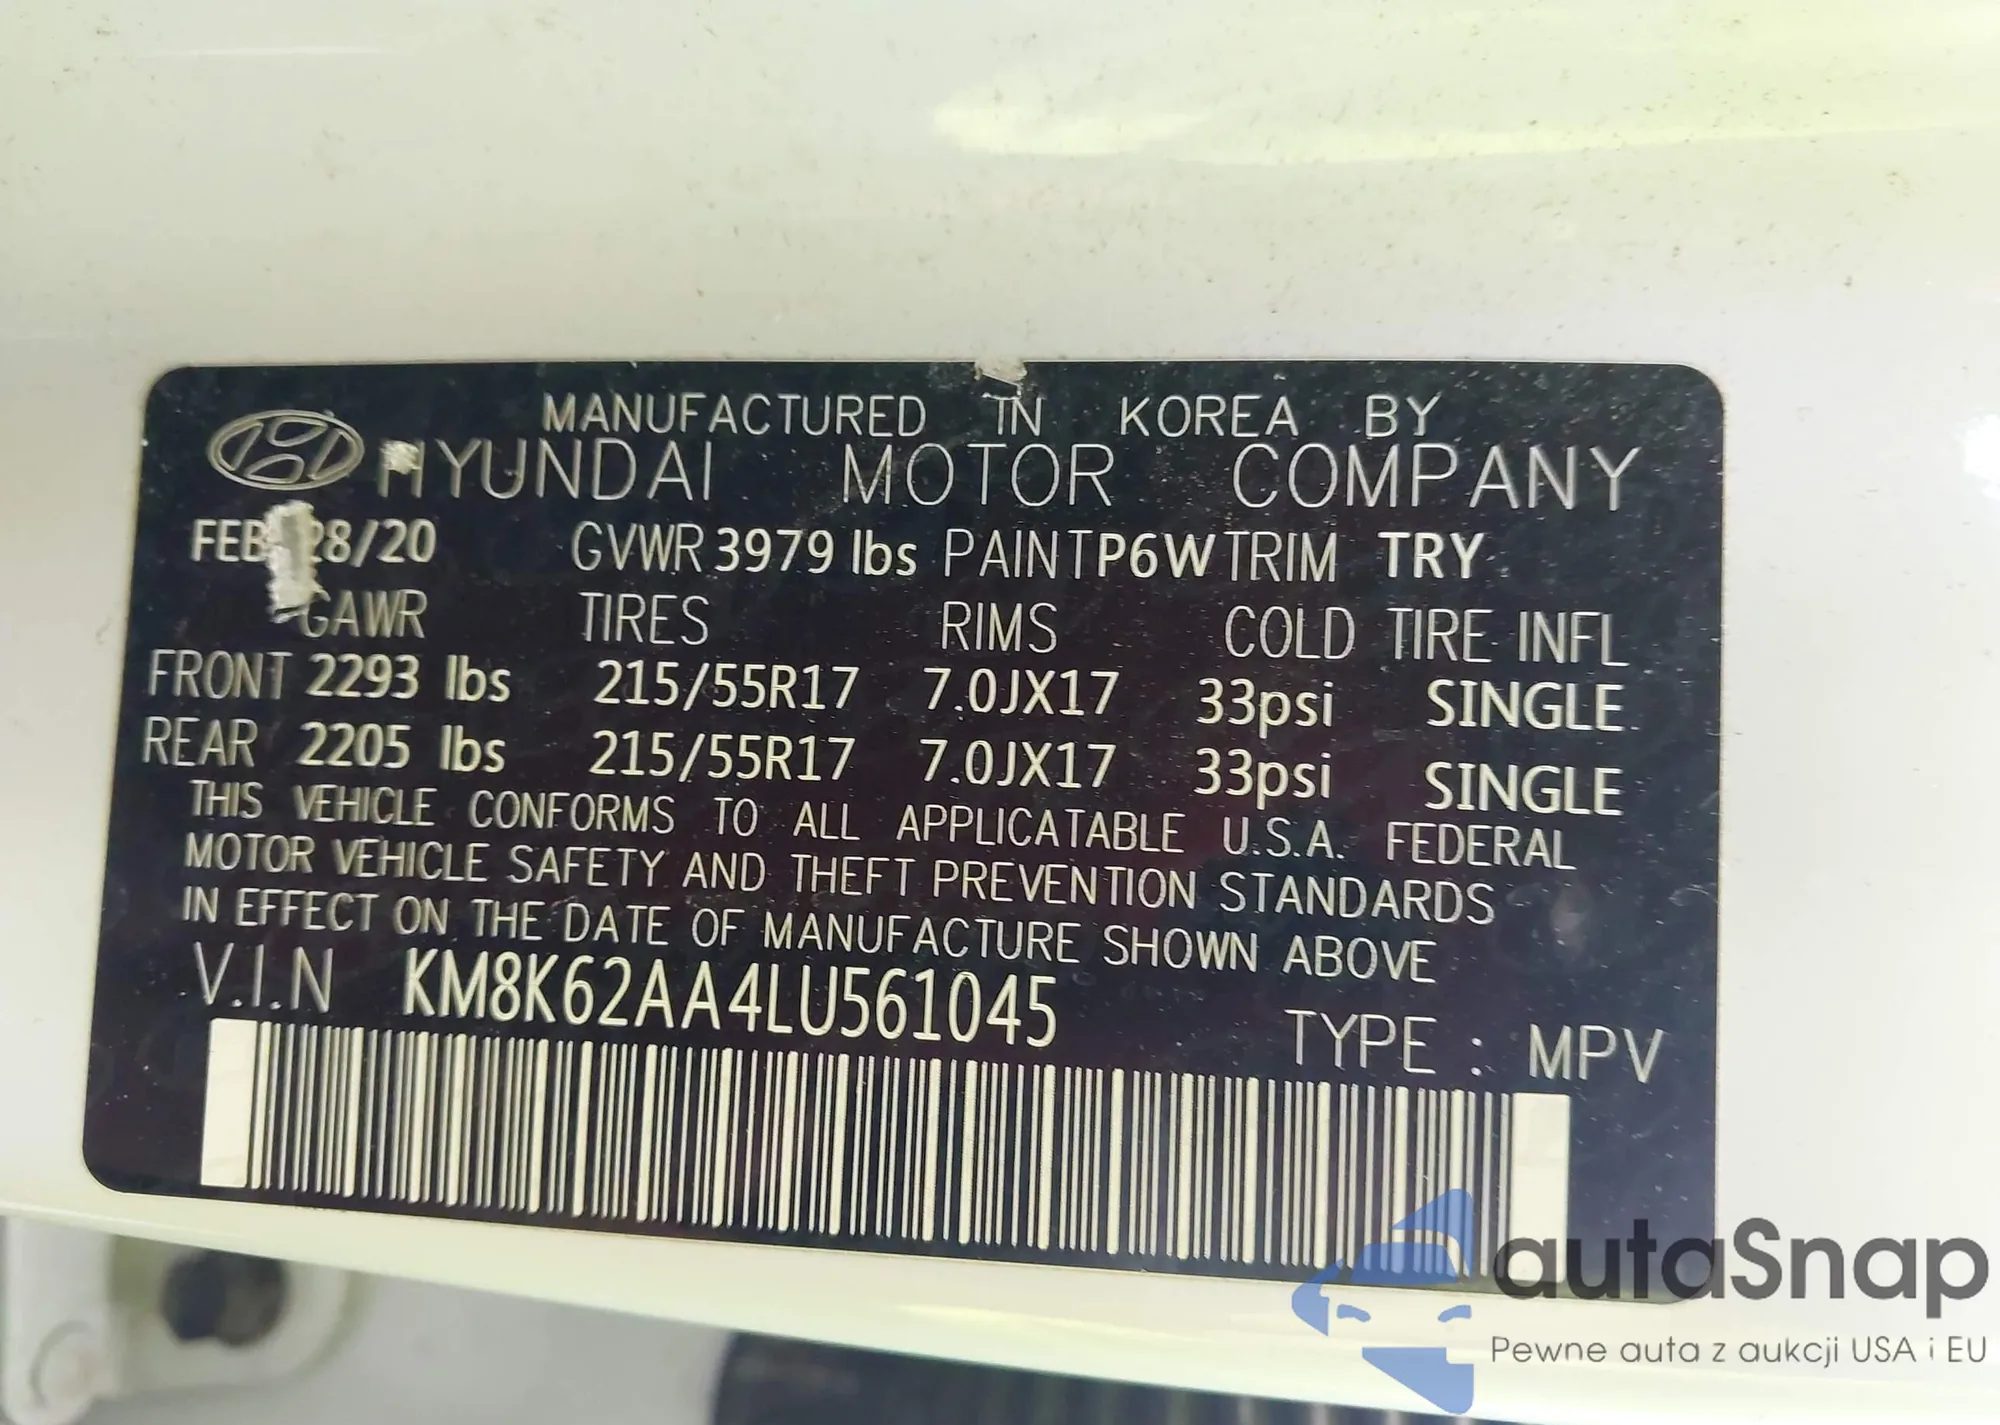 MANUFACTURED IN KOREA BY
HYUNDAI MOTOR COMPANY
FEB 28/20 GVWR 3979 lbs PAINT P6W TRIM TRY
GAWR TIRES RIMS COLD TIRE INFL
FRONT 2293 lbs 215/55R17 7.0JX17 33psi SINGLE
REAR 2205 lbs 215/55R17 7.0JX17 33psi SINGLE
THIS VEHICLE CONFORMS TO ALL APPLICATABLE U.S.A. FEDERAL
MOTOR VEHICLE SAFETY AND THEFT PREVENTION STANDARDS
IN EFFECT ON THE DATE OF MANUFACTURE SHOWN ABOVE
V.I.N KM8K62AA4LU561045
TYPE : MPV
autaSnap
Pewne auta z aukcji USA i EU